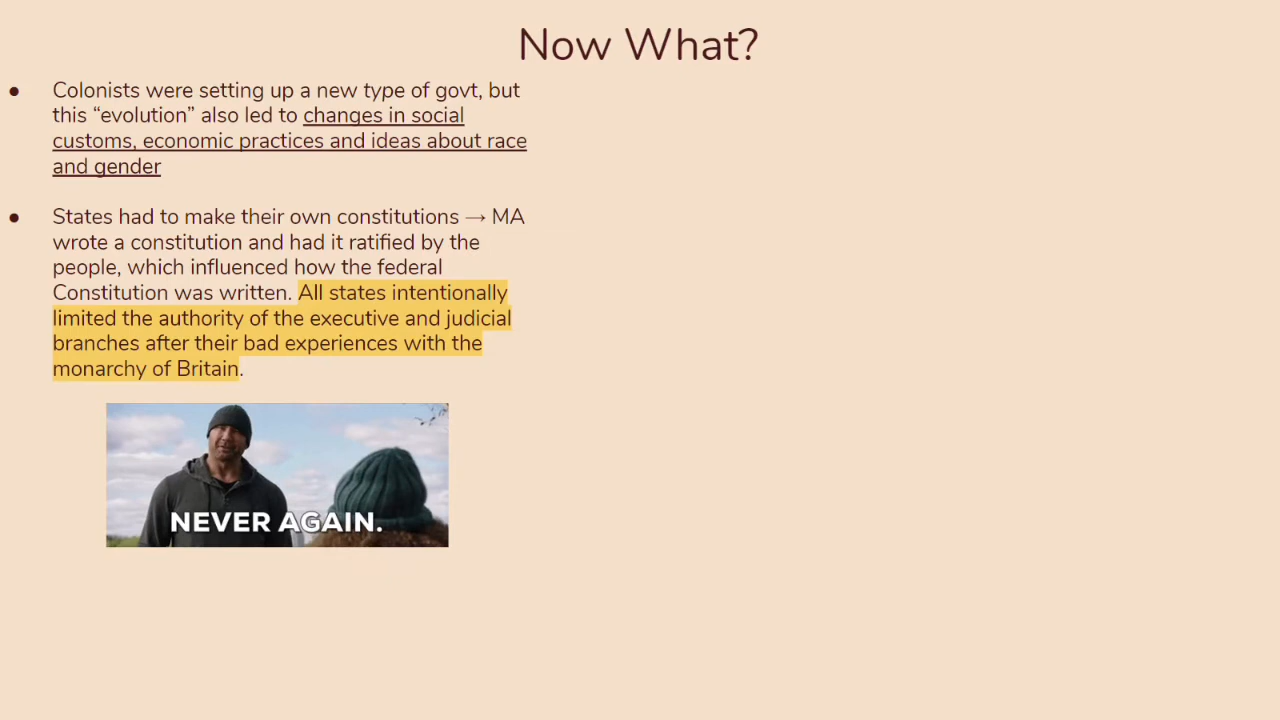 Now What?
● Colonists were setting up a new type of govt, but
this “evolution” also led to changes in social
customs, economic practices and ideas about race
and gender
● States had to make their own constitutions → MA
wrote a constitution and had it ratified by the
people, which influenced how the federal
Constitution was written. All states intentionally
limited the authority of the executive and judicial
branches after their bad experiences with the
monarchy of Britain.
NEVER AGAIN.